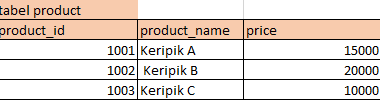 tabel product
product_id product_name price
1001 Keripik A 15000
1002 Keripik B 20000
1003 Keripik C 10000